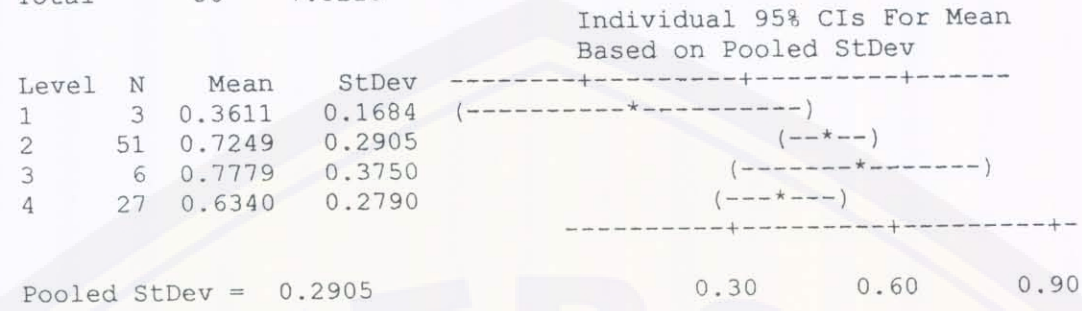 Individual 95% CIs For Mean
Based on Pooled StDev
Level N Mean StDev --------+---------+---------+------
1 3 0.3611 0.1684 (----------*----------)
2 51 0.7249 0.2905 (--*--)
3 6 0.7779 0.3750 (-------*-------)
4 27 0.6340 0.2790 (---*---)
----------+---------+---------+-
Pooled StDev = 0.2905 0.30 0.60 0.90